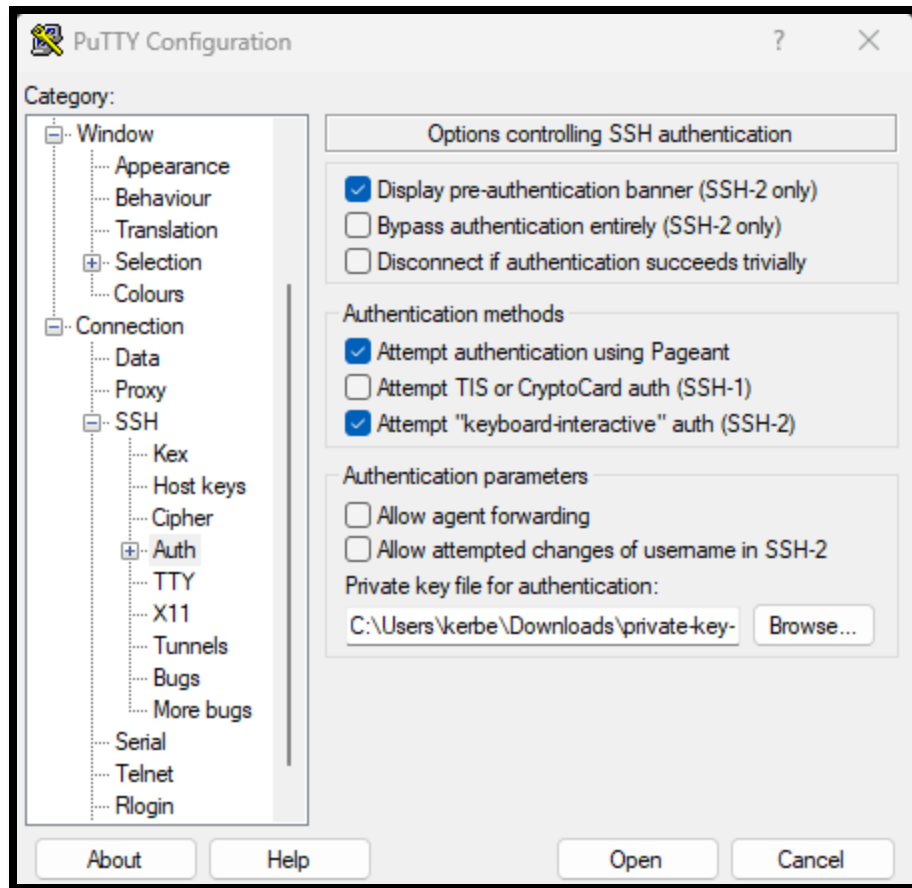 PuTTY Configuration
?
Category:
Window
Appearance
Behaviour
Translation
Selection
Colours
Connection
Data
Proxy
SSH
Kex
Host keys
Cipher
Auth
TTY
X11
Tunnels
Bugs
More bugs
Serial
Telnet
Rlogin
Options controlling SSH authentication
Display pre-authentication banner (SSH-2 only)
Bypass authentication entirely (SSH-2 only)
Disconnect if authentication succeeds trivially
Authentication methods
Attempt authentication using Pageant
Attempt TIS or CryptoCard auth (SSH-1)
Attempt "keyboard-interactive" auth (SSH-2)
Authentication parameters
Allow agent forwarding
Allow attempted changes of username in SSH-2
Private key file for authentication:
C:\Users\kerbe\Downloads\private-key-
Browse...
About
Help
Open
Cancel